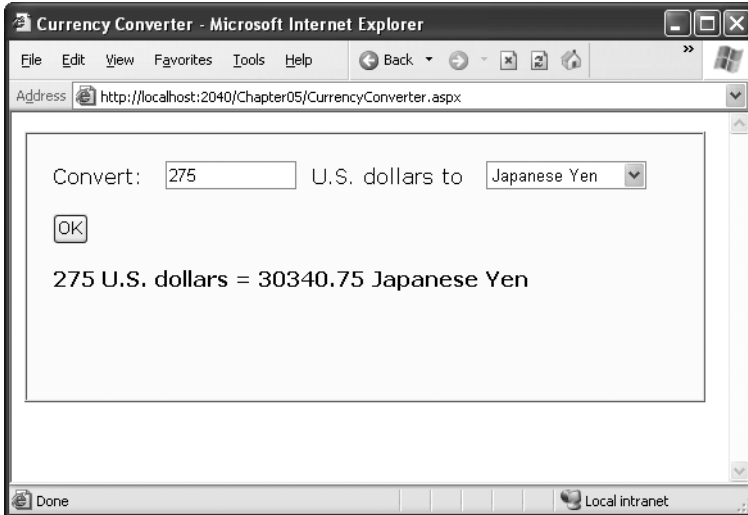 Currency Converter - Microsoft Internet Explorer
File Edit View Favorites Tools Help Back »
Address http://localhost:2040/Chapter05/CurrencyConverter.aspx
Convert: 275 U.S. dollars to Japanese Yen
OK
275 U.S. dollars = 30340.75 Japanese Yen
Done Local intranet